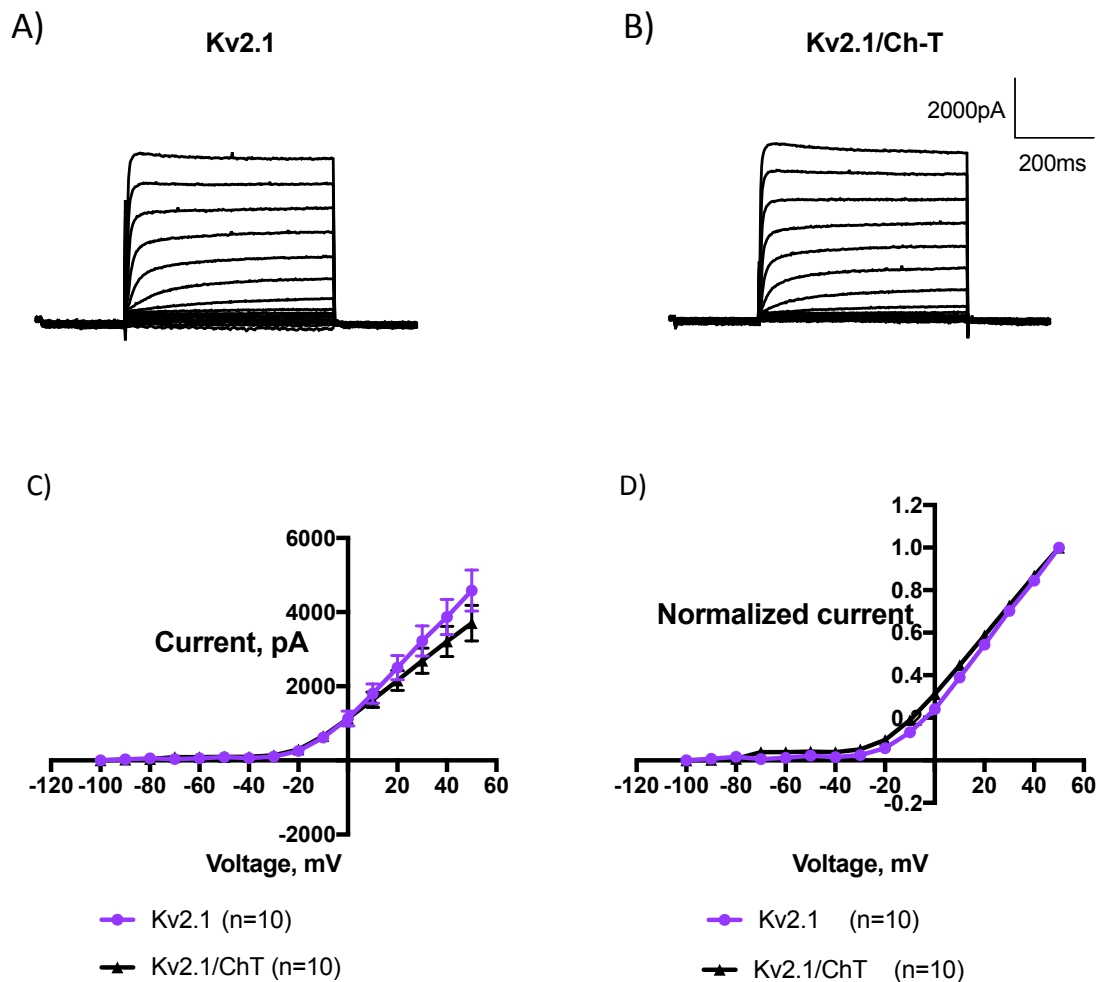 A)
B)
Kv2.1
Kv2.1/Ch-T
2000pA
200ms
C)
D)
6000
4000
2000
-2000
Current, pA
-120 -100 -80 -60 -40 -20 0 20 40 60
Voltage, mV
Kv2.1 (n=10)
Kv2.1/ChT (n=10)
1.2
1.0
0.8
0.6
0.4
0.2
-0.2
Normalized current
-120 -100 -80 -60 -40 -20 0 20 40 60
Voltage, mV
Kv2.1 (n=10)
Kv2.1/ChT (n=10)